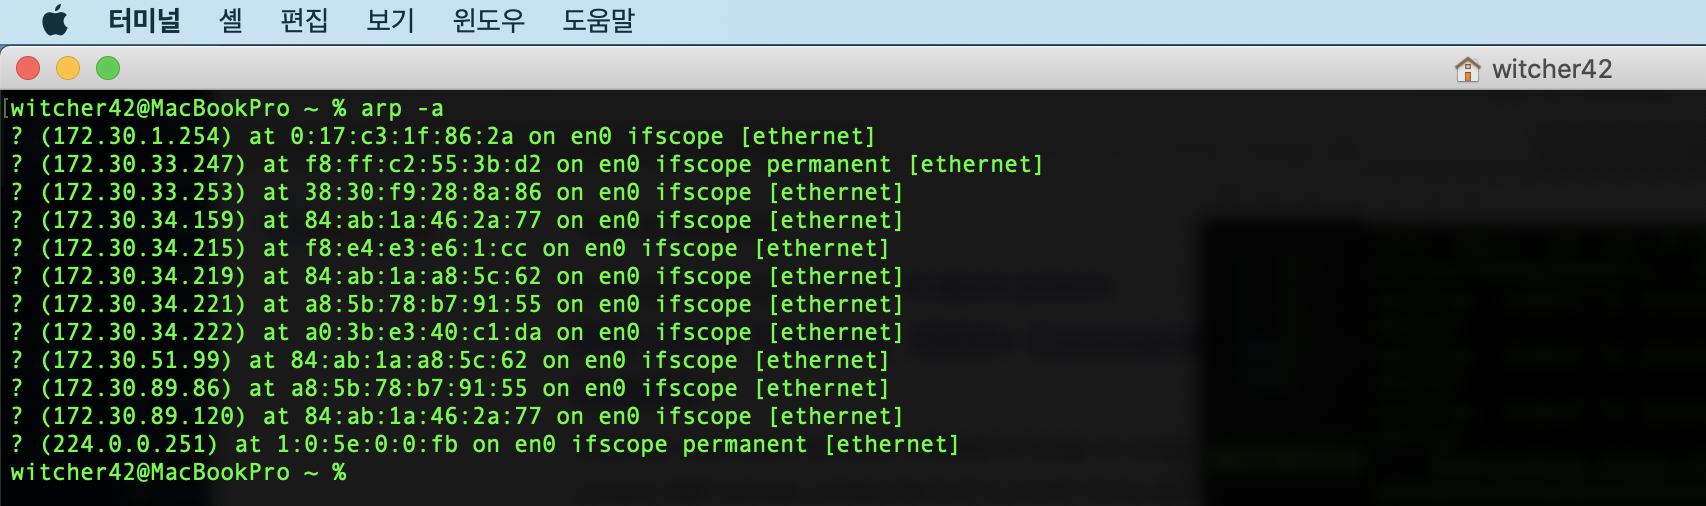 터미널 셸 편집 보기 윈도우 도움말
witcher42
witcher42@MacBookPro ~ % arp -a
? (172.30.1.254) at 0:17:c3:1f:86:2a on en0 ifscope [ethernet]
? (172.30.33.247) at f8:ff:c2:55:3b:d2 on en0 ifscope permanent [ethernet]
? (172.30.33.253) at 38:30:f9:28:8a:86 on en0 ifscope [ethernet]
? (172.30.34.159) at 84:ab:1a:46:2a:77 on en0 ifscope [ethernet]
? (172.30.34.215) at f8:e4:e3:e6:1:cc on en0 ifscope [ethernet]
? (172.30.34.219) at 84:ab:1a:a8:5c:62 on en0 ifscope [ethernet]
? (172.30.34.221) at a8:5b:78:b7:91:55 on en0 ifscope [ethernet]
? (172.30.34.222) at a0:3b:e3:40:c1:da on en0 ifscope [ethernet]
? (172.30.51.99) at 84:ab:1a:a8:5c:62 on en0 ifscope [ethernet]
? (172.30.89.86) at a8:5b:78:b7:91:55 on en0 ifscope [ethernet]
? (172.30.89.120) at 84:ab:1a:46:2a:77 on en0 ifscope [ethernet]
? (224.0.0.251) at 1:0:5e:0:0:fb on en0 ifscope permanent [ethernet]
witcher42@MacBookPro ~ %